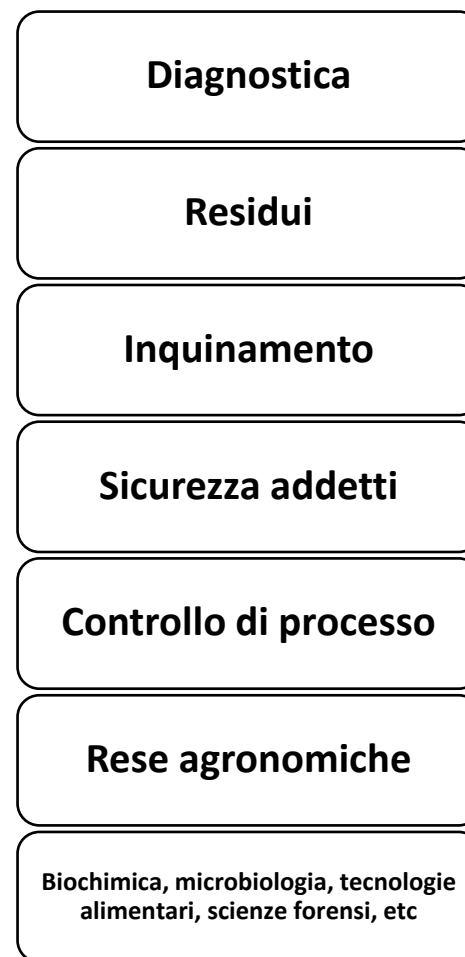 Diagnostica
Residui
Inquinamento
Sicurezza addetti
Controllo di processo
Rese agronomiche
Biochimica, microbiologia, tecnologie
alimentari, scienze forensi, etc